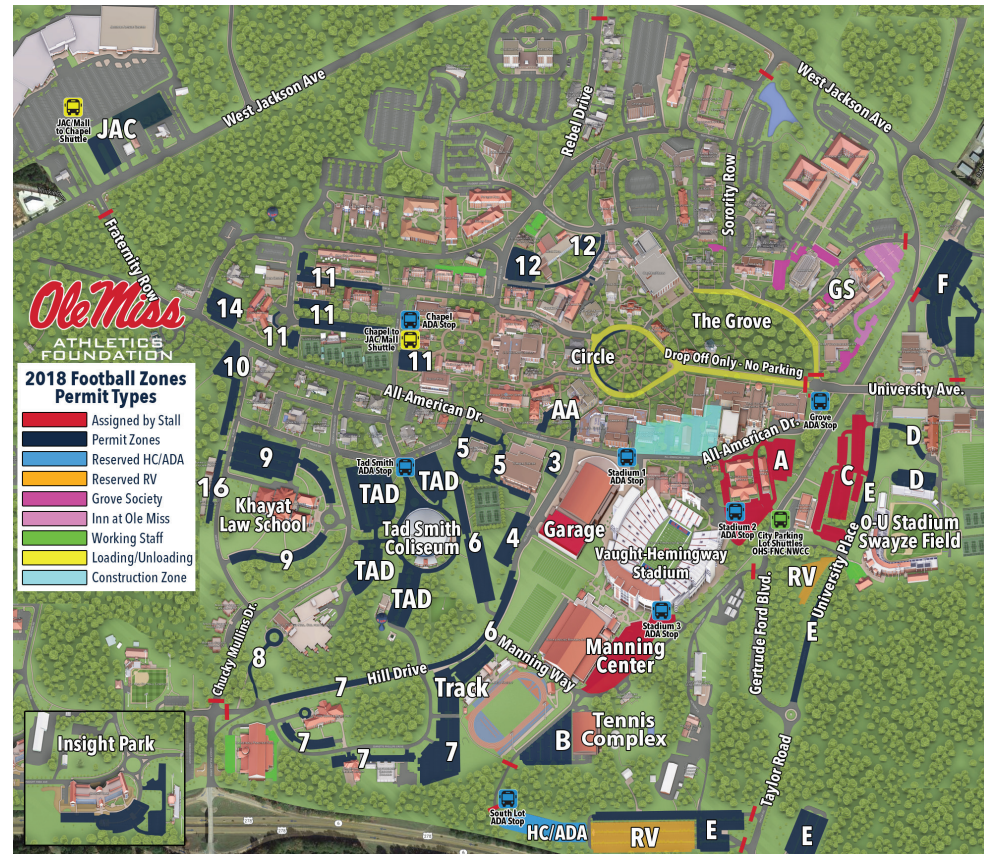 West Jackson Ave
West Jackson Ave
Rebel Drive
JAC/Mall
to Chapel
Shuttle
JAC
Sorority Row
Fraternity Row
Ole Miss
ATHLETICS
FOUNDATION
2018 Football Zones
Permit Types
Assigned by Stall
Permit Zones
Reserved HC/ADA
Reserved RV
Grove Society
Inn at Ole Miss
Working Staff
Loading/Unloading
Construction Zone
12
12
11
11
11
11
14
10
Chapel
ADA Stop
Chapel to
JAC/Mall
Shuttle
GS
F
The Grove
Circle
Drop Off Only - No Parking
University Ave.
Grove
ADA Stop
All-American Dr.
All-American Dr.
AA
5
5
3
9
16
Khayat
Law School
9
Tad Smith
ADA Stop
TAD
TAD
Tad Smith
Coliseum
TAD
TAD
6
4
Stadium 1
ADA Stop
Garage
Vaught-Hemingway
Stadium
A
Stadium 2
ADA Stop
City Parking
Lot Shuttles
OHS-FNC-NWCC
C
E
D
D
O-U Stadium
Swayze Field
RV
University Place
Gertrude Ford Blvd.
E
Stadium 3
ADA Stop
Manning
Center
6
Manning Way
Chucky Mullins Dr.
8
7
Hill Drive
Track
7
7
7
B
Tennis
Complex
Taylor Road
Insight Park
South Lot
ADA Stop
HC/ADA
RV
E
E
278
6